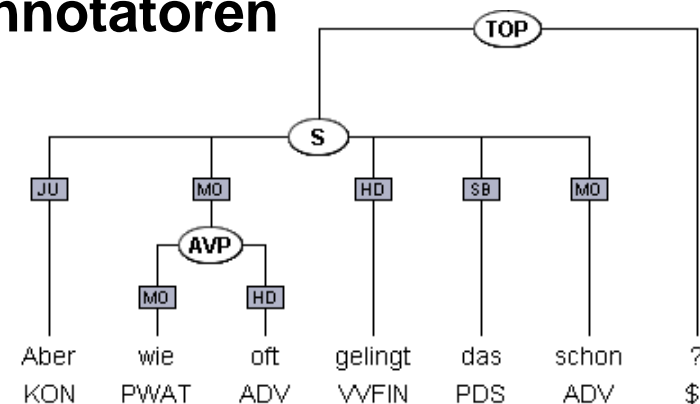 nnotatoren
TOP
S
JU MO HD SB MO
AVP
MO HD
Aber wie oft gelingt das schon ?
KON PWAT ADV VVFIN PDS ADV $